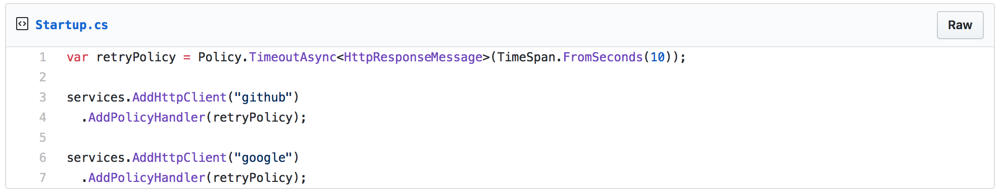 Startup.cs
Raw
1 var retryPolicy = Policy.TimeoutAsync<HttpResponseMessage>(TimeSpan.FromSeconds(10));
2
3 services.AddHttpClient("github")
4   .AddPolicyHandler(retryPolicy);
5
6 services.AddHttpClient("google")
7   .AddPolicyHandler(retryPolicy);